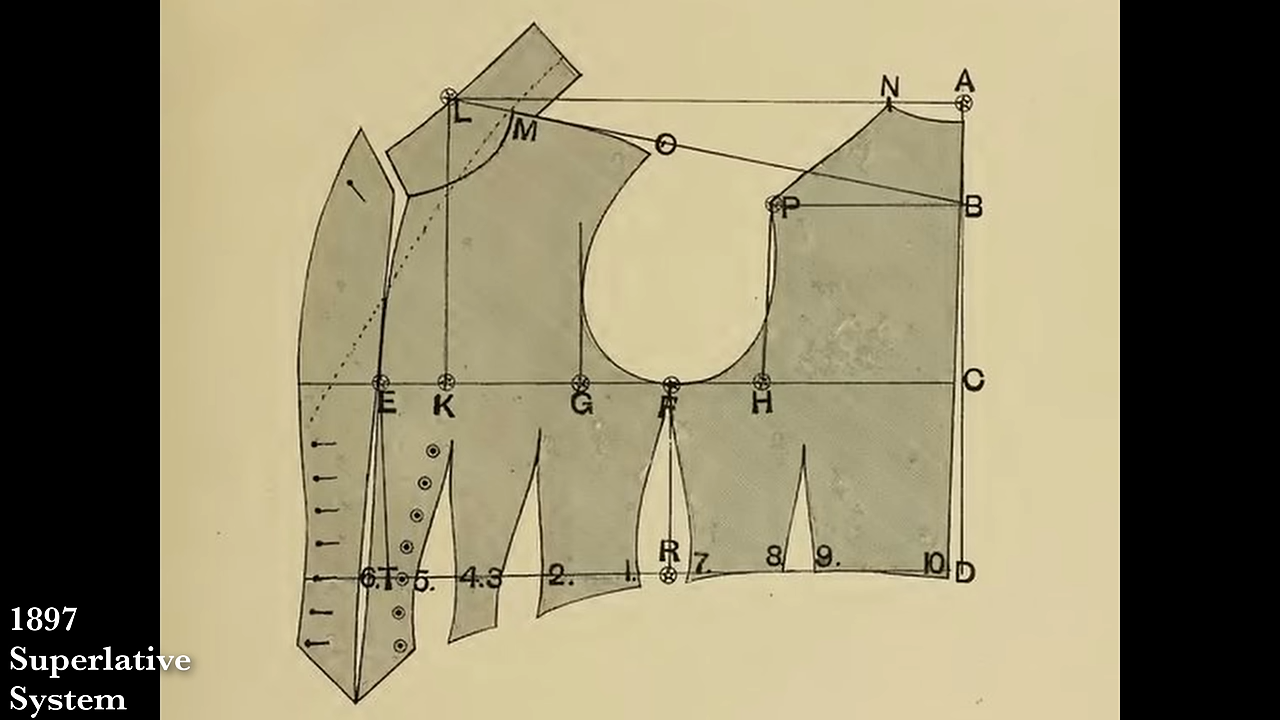 N A
L
M O
P B
E K G F H C
R
6. T 5. 4. 3 2. 1. 7. 8. 9. 10. D
1897
Superlative
System